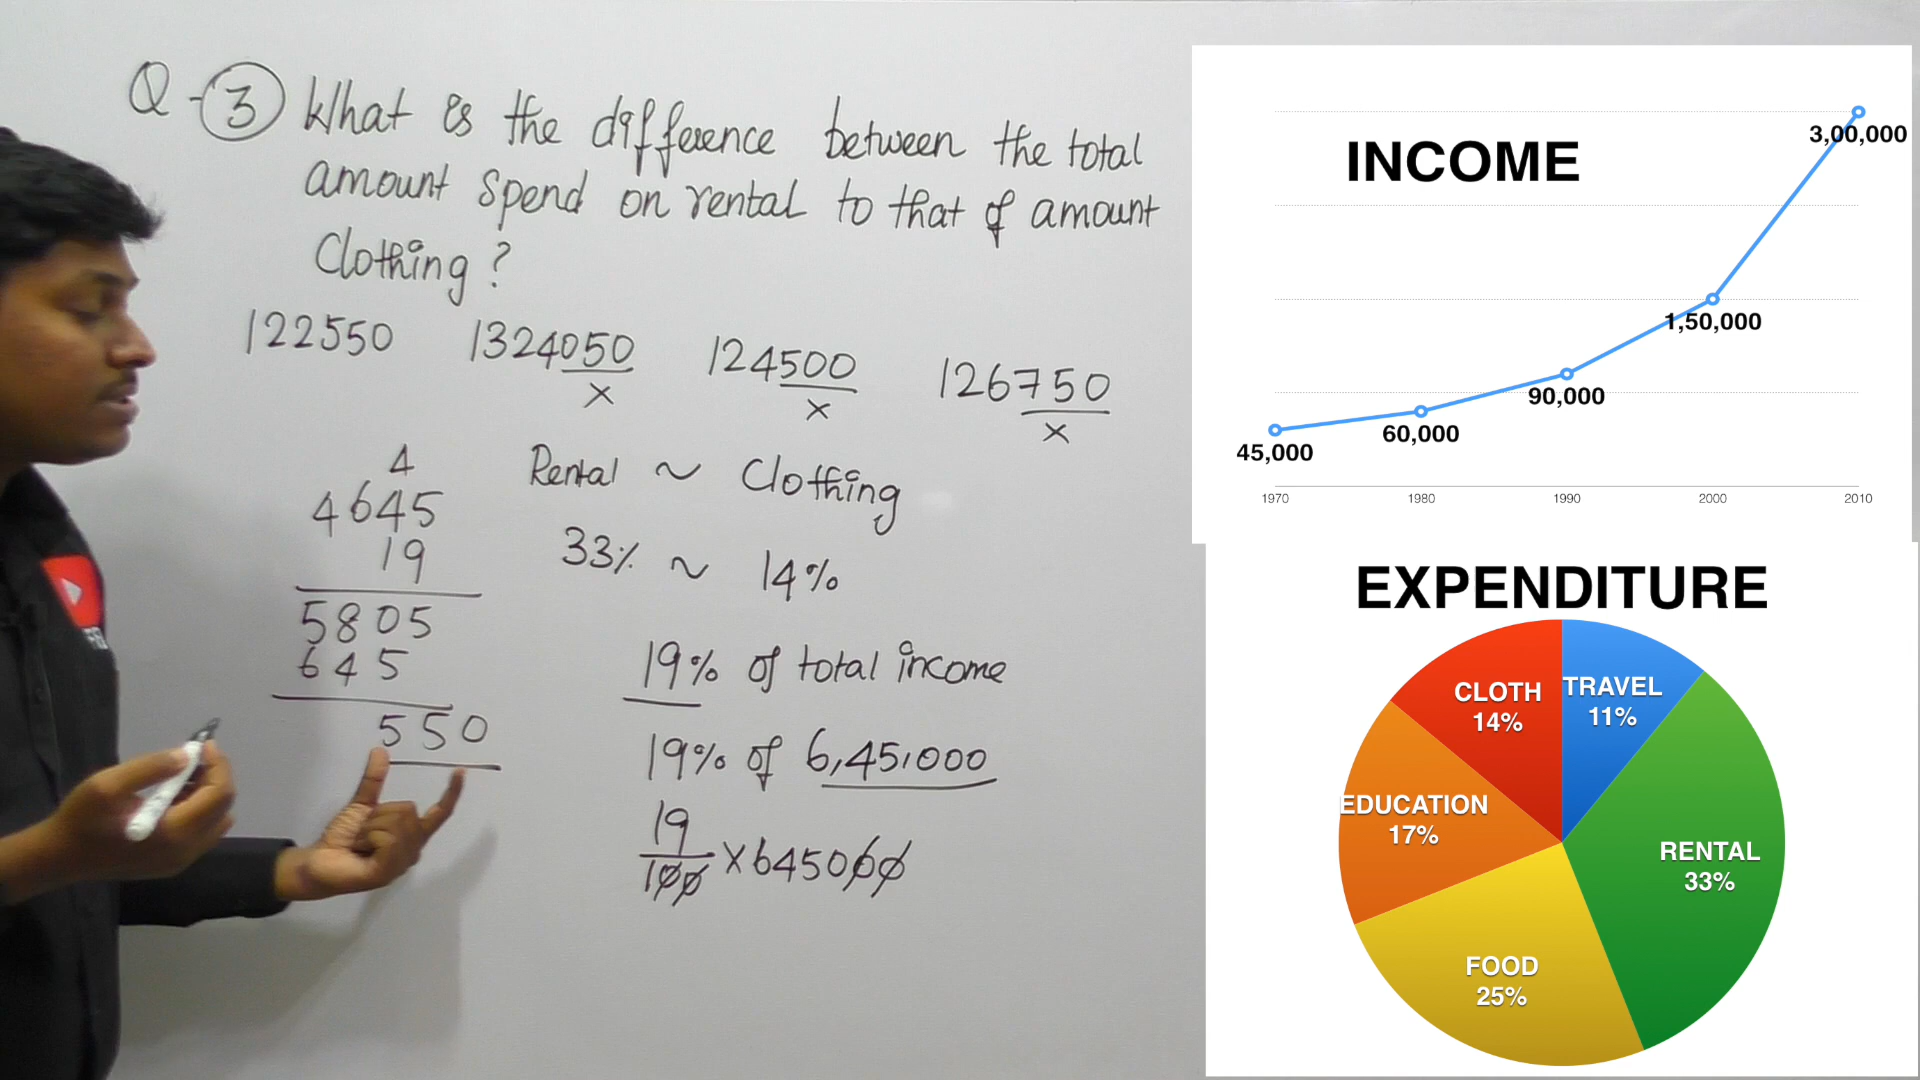 Q - 3 What is the difference between the total
amount spend on rental to that of amount
Clothing ?
122550 1324050 124500 126750
x x x
4
4645
19
5805
645
550
Rental ~ Clothing
33% ~ 14%
19% of total income
19% of 6,45,000
19
100 x 645000
INCOME
3,00,000
1,50,000
90,000
60,000
45,000
1970 1980 1990 2000 2010
EXPENDITURE
CLOTH
14%
TRAVEL
11%
EDUCATION
17%
RENTAL
33%
FOOD
25%